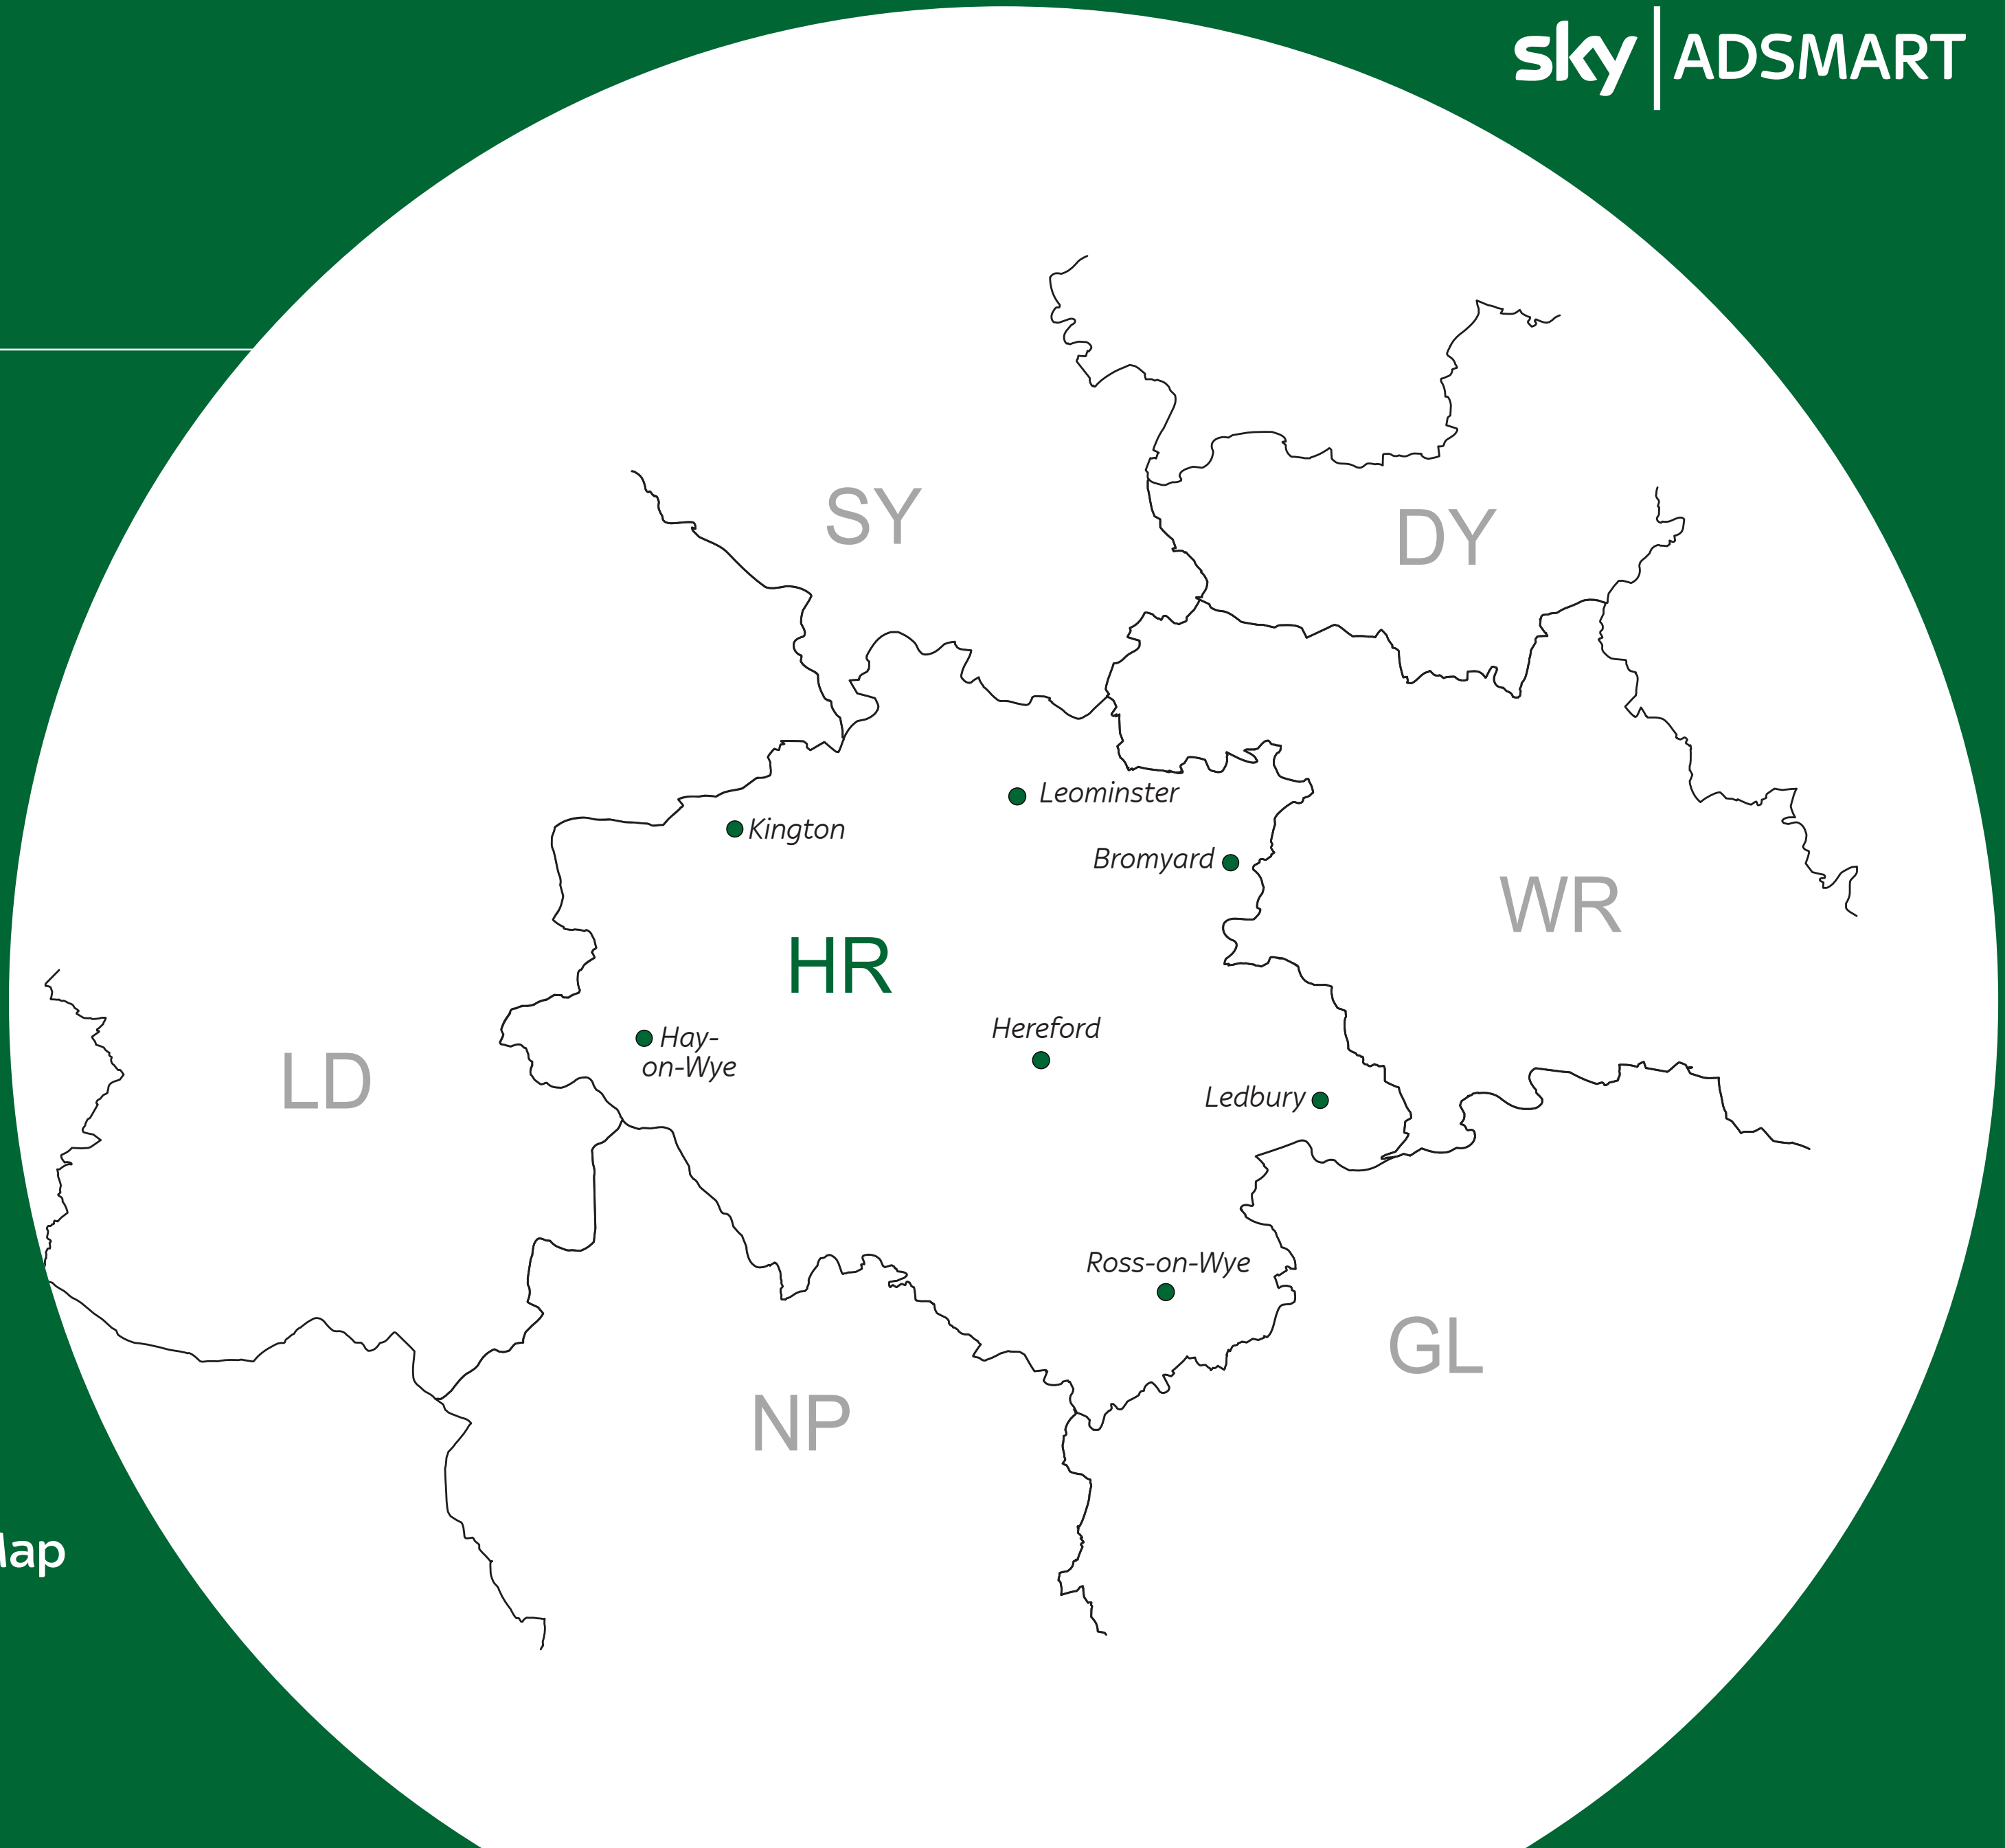 sky ADSMART
SY
DY
Leominster
Kington
Bromyard
WR
HR
Hereford
Hay-
on-Wye
LD
Ledbury
Ross-on-Wye
GL
NP